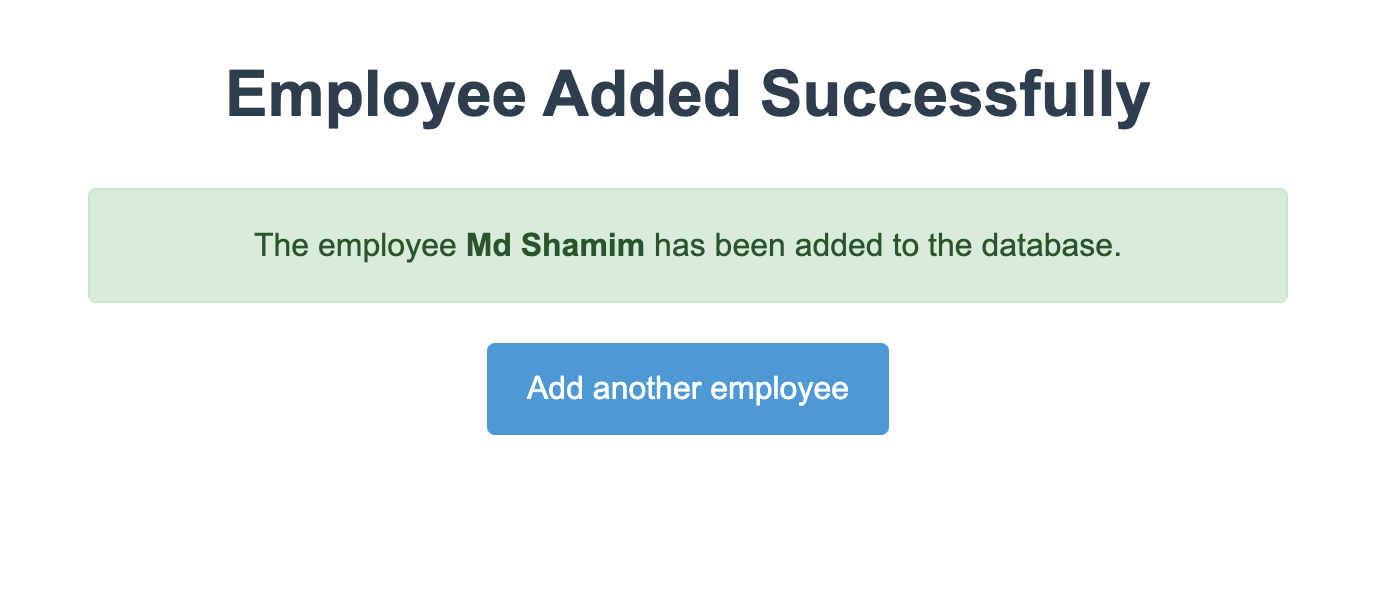 Employee Added Successfully
The employee Md Shamim has been added to the database.
Add another employee